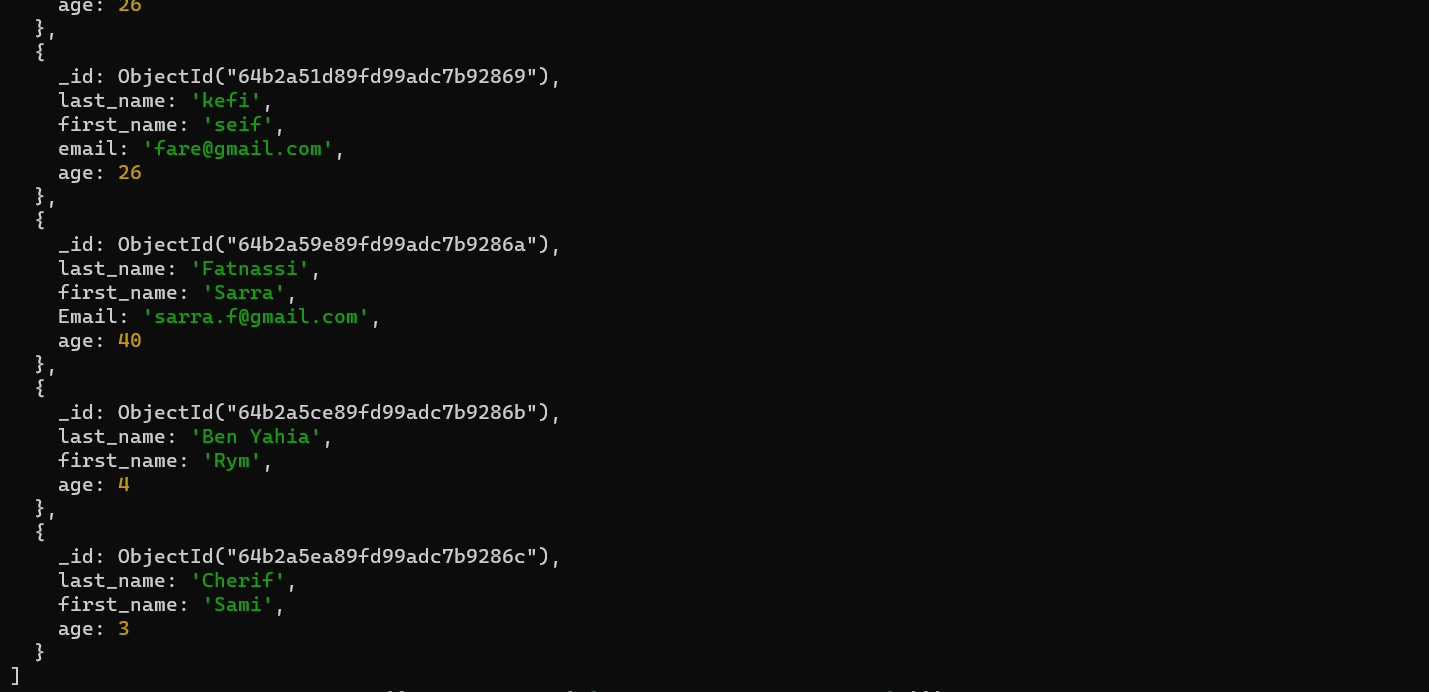 age: 26
  },
  {
    _id: ObjectId("64b2a51d89fd99adc7b92869"),
    last_name: 'kefi',
    first_name: 'seif',
    email: 'fare@gmail.com',
    age: 26
  },
  {
    _id: ObjectId("64b2a59e89fd99adc7b9286a"),
    last_name: 'Fatnassi',
    first_name: 'Sarra',
    Email: 'sarra.f@gmail.com',
    age: 40
  },
  {
    _id: ObjectId("64b2a5ce89fd99adc7b9286b"),
    last_name: 'Ben Yahia',
    first_name: 'Rym',
    age: 4
  },
  {
    _id: ObjectId("64b2a5ea89fd99adc7b9286c"),
    last_name: 'Cherif',
    first_name: 'Sami',
    age: 3
  }
]